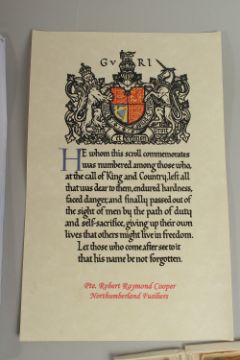 G V R I
HE whom this scroll commemorates
was numbered among those who,
at the call of King and Country, left all
that was dear to them, endured hardness,
faced danger, and finally passed out of
the sight of men by the path of duty
and self-sacrifice, giving up their own
lives that others might live in freedom.
Let those who come after see to it
that his name be not forgotten.
Pte. Robert Raymond Cooper
Northumberland Fusiliers